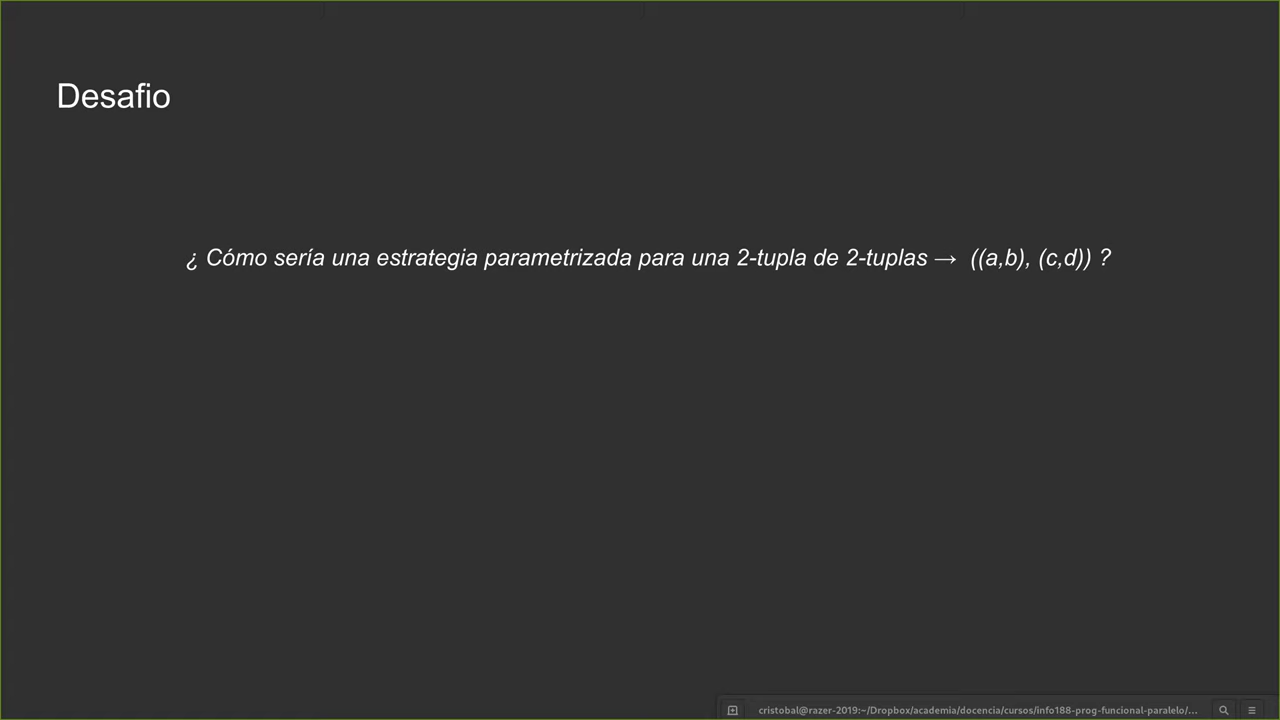 Desafio
¿ Cómo sería una estrategia parametrizada para una 2-tupla de 2-tuplas → ((a,b), (c,d)) ?
cristobal@razer-2019:~/Dropbox/academia/docencia/cursos/info188-prog-funcional-paralelo/...